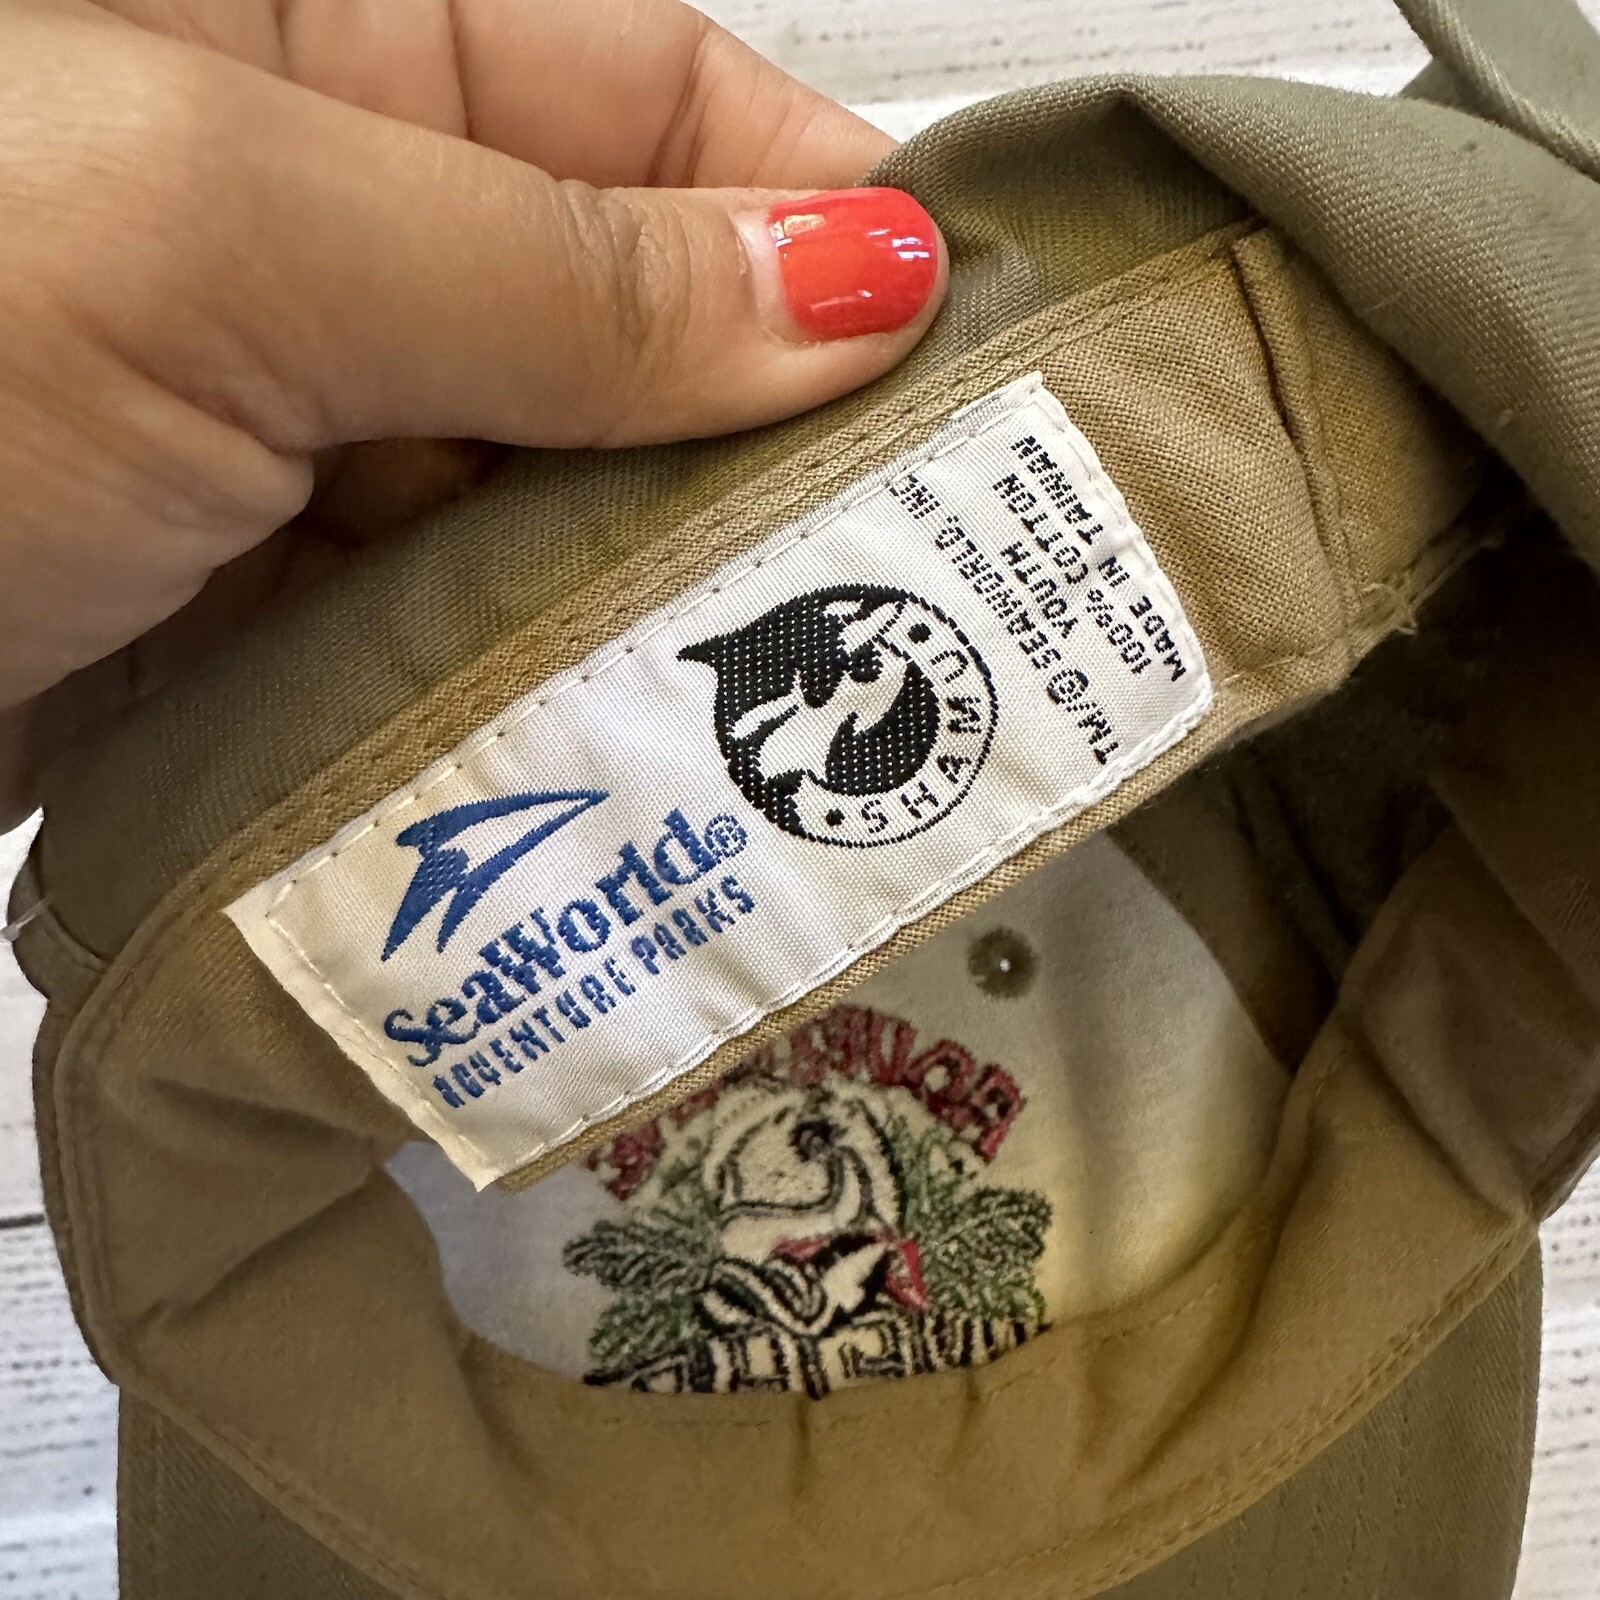 SeaWorld®
ADVENTURE PARKS
• SHAMU •
TM/®SEAWORLD, INC
YOUTH
100% COTTON
MADE IN TAIWAN